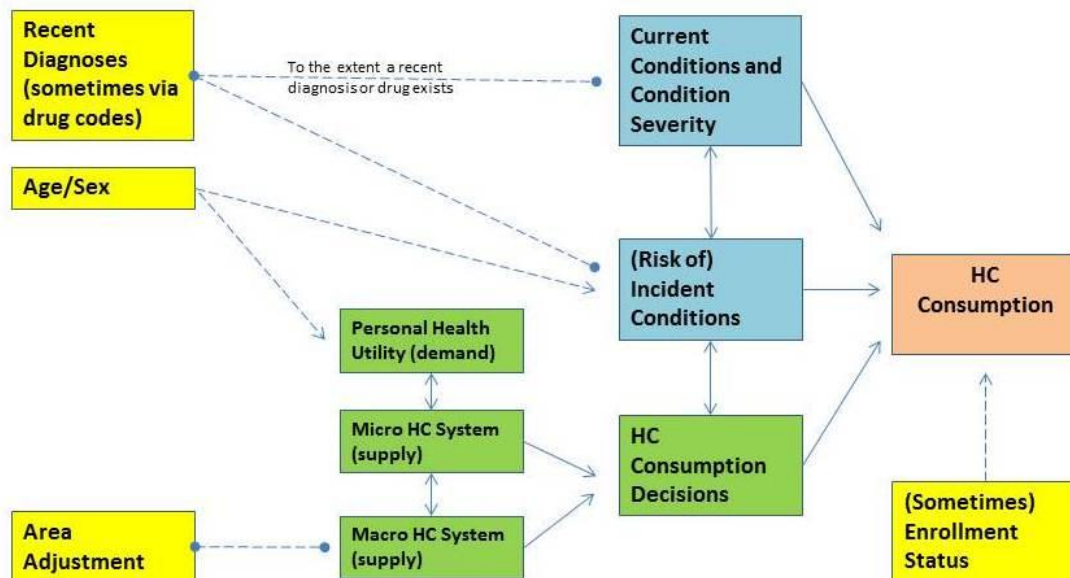 Recent
Diagnoses
(sometimes via
drug codes)
To the extent a recent
diagnosis or drug exists
Current
Conditions and
Condition
Severity
Age/Sex
(Risk of)
Incident
Conditions
HC
Consumption
Personal Health
Utility (demand)
Micro HC System
(supply)
HC
Consumption
Decisions
(Sometimes)
Enrollment
Status
Area
Adjustment
Macro HC System
(supply)